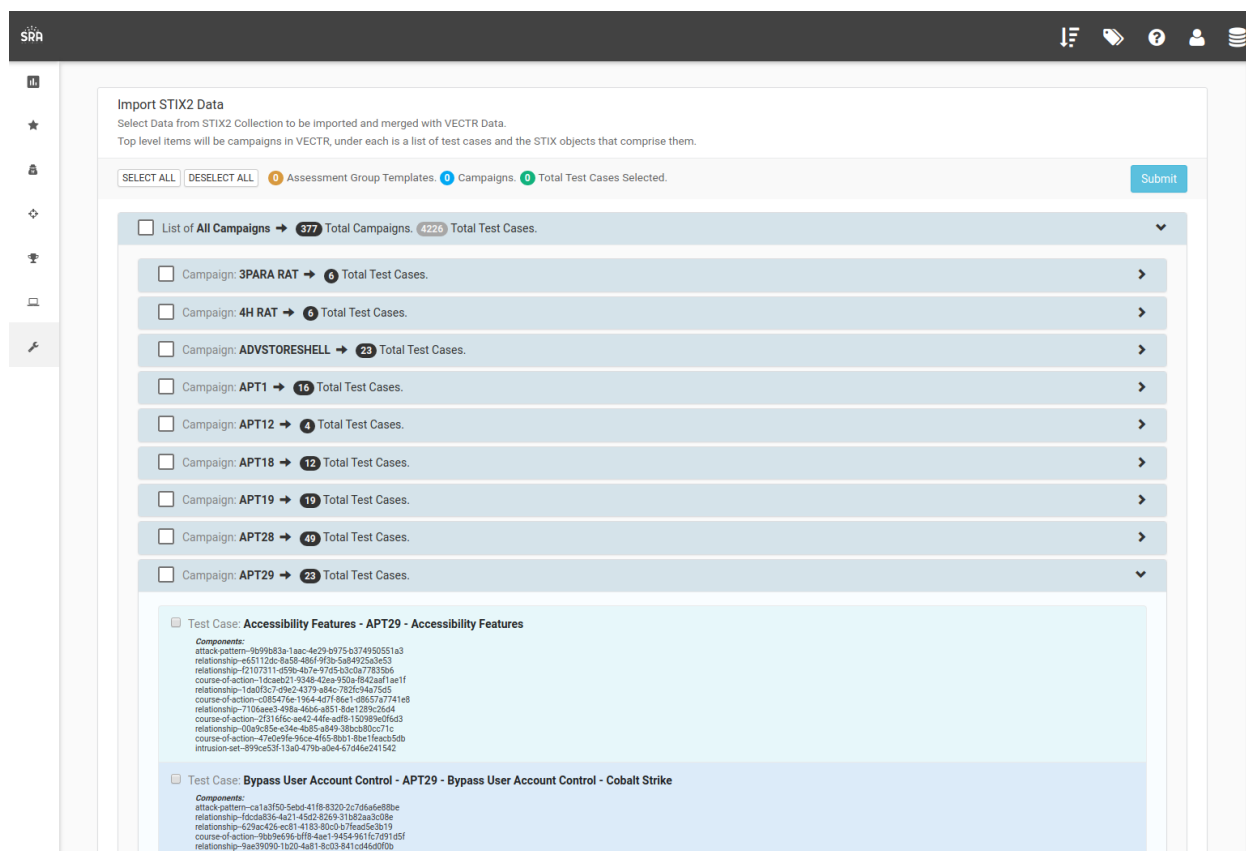 SRA
Import STIX2 Data
Select Data from STIX2 Collection to be imported and merged with VECTR Data.
Top level items will be campaigns in VECTR, under each is a list of test cases and the STIX objects that comprise them.
SELECT ALL DESELECT ALL 0 Assessment Group Templates. 0 Campaigns. 0 Total Test Cases Selected. Submit
List of All Campaigns ➔ 377 Total Campaigns. 4226 Total Test Cases.
Campaign: 3PARA RAT ➔ 6 Total Test Cases.
Campaign: 4H RAT ➔ 6 Total Test Cases.
Campaign: ADVSTORESHELL ➔ 23 Total Test Cases.
Campaign: APT1 ➔ 16 Total Test Cases.
Campaign: APT12 ➔ 4 Total Test Cases.
Campaign: APT18 ➔ 12 Total Test Cases.
Campaign: APT19 ➔ 19 Total Test Cases.
Campaign: APT28 ➔ 49 Total Test Cases.
Campaign: APT29 ➔ 23 Total Test Cases.
Test Case: Accessibility Features - APT29 - Accessibility Features
Components:
attack-pattern--9b99b83a-1aac-4e29-b975-b374950551a3
relationship--e65112dc-8a58-486f-9f3b-5a84925a3e53
relationship--f2107311-d59b-4b7e-97d5-b3c0a77835b6
course-of-action--1dcaeb21-9348-42ea-950a-f842aaf1ae1f
relationship--1da0f3c7-d9e2-4379-a84c-782fc94a75d5
course-of-action--c085476e-1964-4d7f-86e1-d8657a7741e8
relationship--7106aee3-498a-46b6-a851-8de1289c26d4
course-of-action--2f316f6c-ae42-44fe-adf8-150989e0f6d3
relationship--00a9c85e-e34e-4b85-a849-38bcb80cc71c
course-of-action--47e0e9fe-96ce-4f65-8bb1-8be1feacb5db
intrusion-set--899ce53f-13a0-479b-a0e4-67d46e241542
Test Case: Bypass User Account Control - APT29 - Bypass User Account Control - Cobalt Strike
Components:
attack-pattern--ca1a3f50-5ebd-41f8-8320-2c7d6a6e88be
relationship--fdcda836-4a21-45d2-8269-31b82aa3c08e
relationship--629ac426-ec81-4183-80c0-b7fead5e3b19
course-of-action--9bb9e696-bff8-4ae1-9454-961fc7d91d5f
relationship--9ae39090-1b20-4a81-8c03-841cd46d0f0b